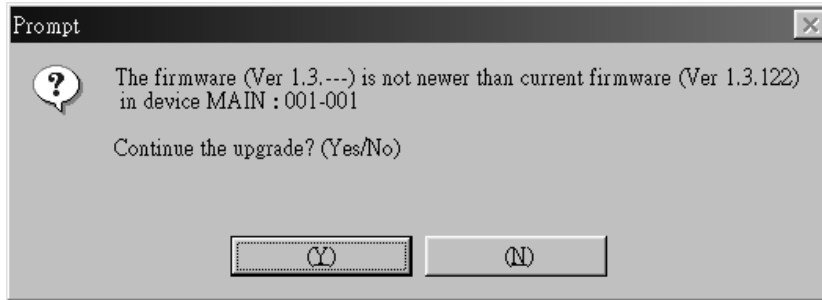 Prompt
The firmware (Ver 1.3.---) is not newer than current firmware (Ver 1.3.122)
in device MAIN : 001-001
Continue the upgrade? (Yes/No)
(Y) (N)